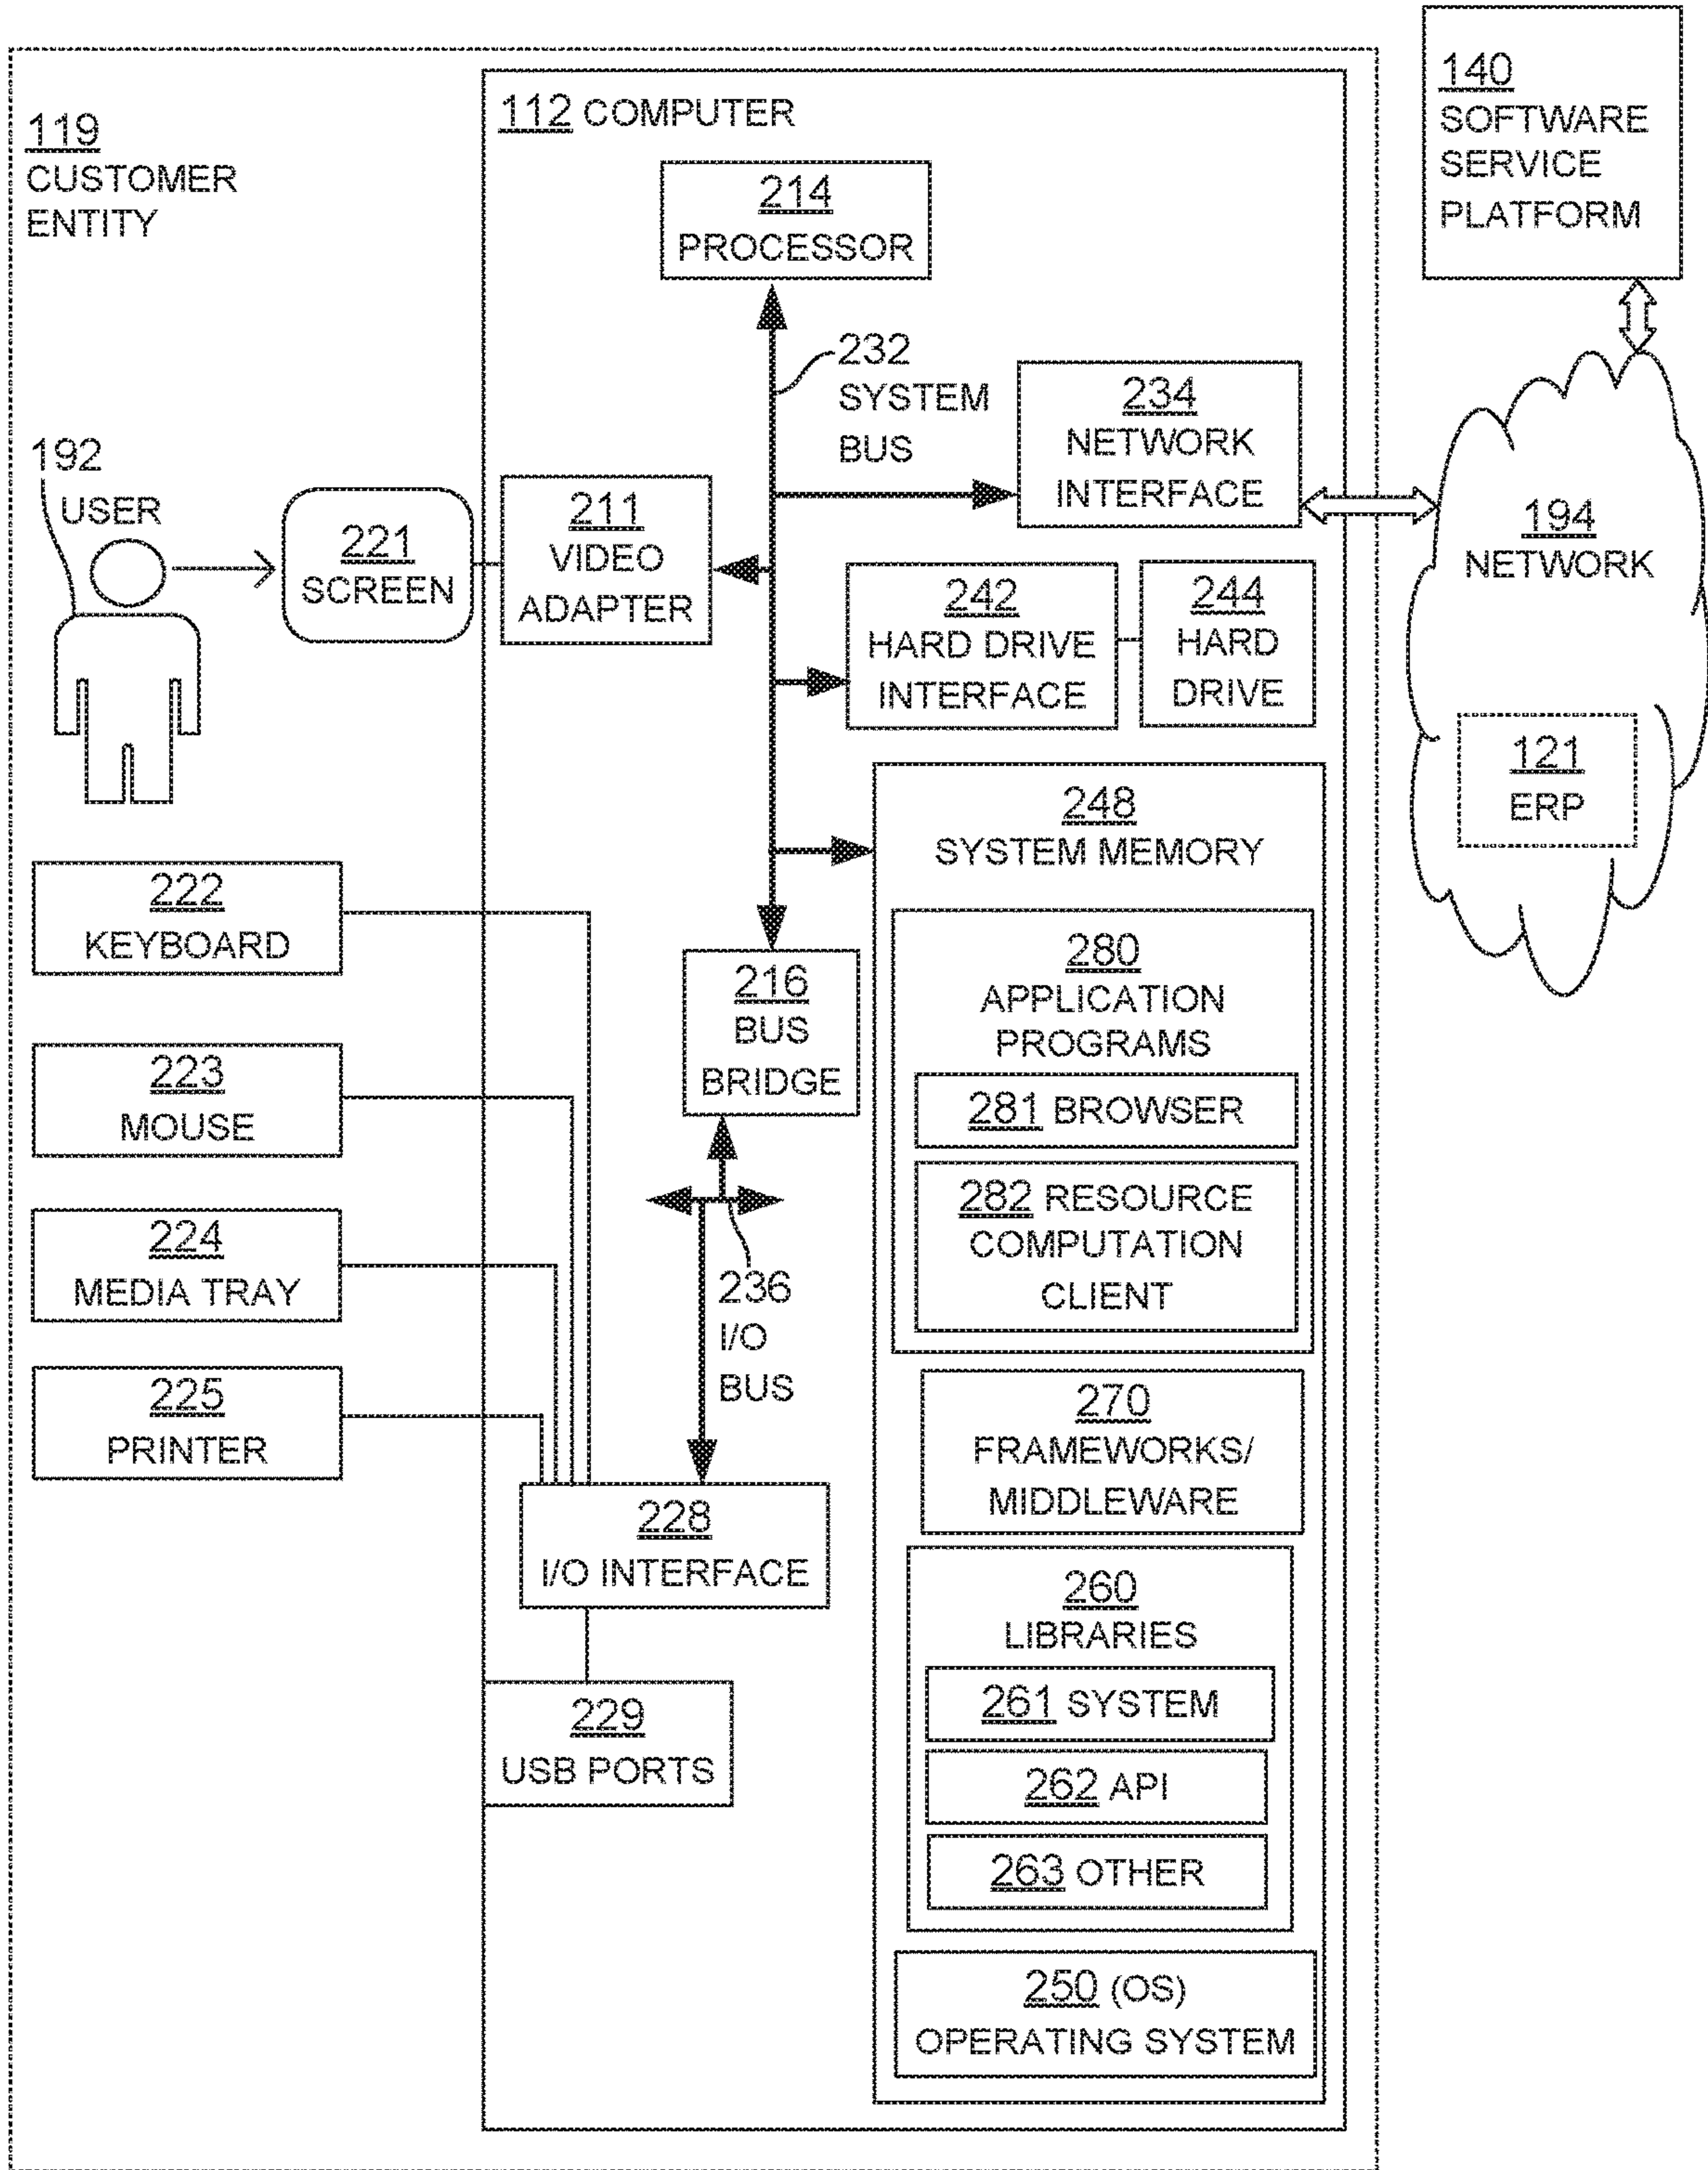 119
CUSTOMER
ENTITY
112 COMPUTER
140
SOFTWARE
SERVICE
PLATFORM
214
PROCESSOR
232
SYSTEM
BUS
234
NETWORK
INTERFACE
192
USER
221
SCREEN
211
VIDEO
ADAPTER
194
NETWORK
242
HARD DRIVE
INTERFACE
244
HARD
DRIVE
121
ERP
248
SYSTEM MEMORY
222
KEYBOARD
223
MOUSE
224
MEDIA TRAY
225
PRINTER
216
BUS
BRIDGE
236
I/O
BUS
228
I/O INTERFACE
229
USB PORTS
280
APPLICATION
PROGRAMS
281 BROWSER
282 RESOURCE
COMPUTATION
CLIENT
270
FRAMEWORKS/
MIDDLEWARE
260
LIBRARIES
261 SYSTEM
262 API
263 OTHER
250 (OS)
OPERATING SYSTEM